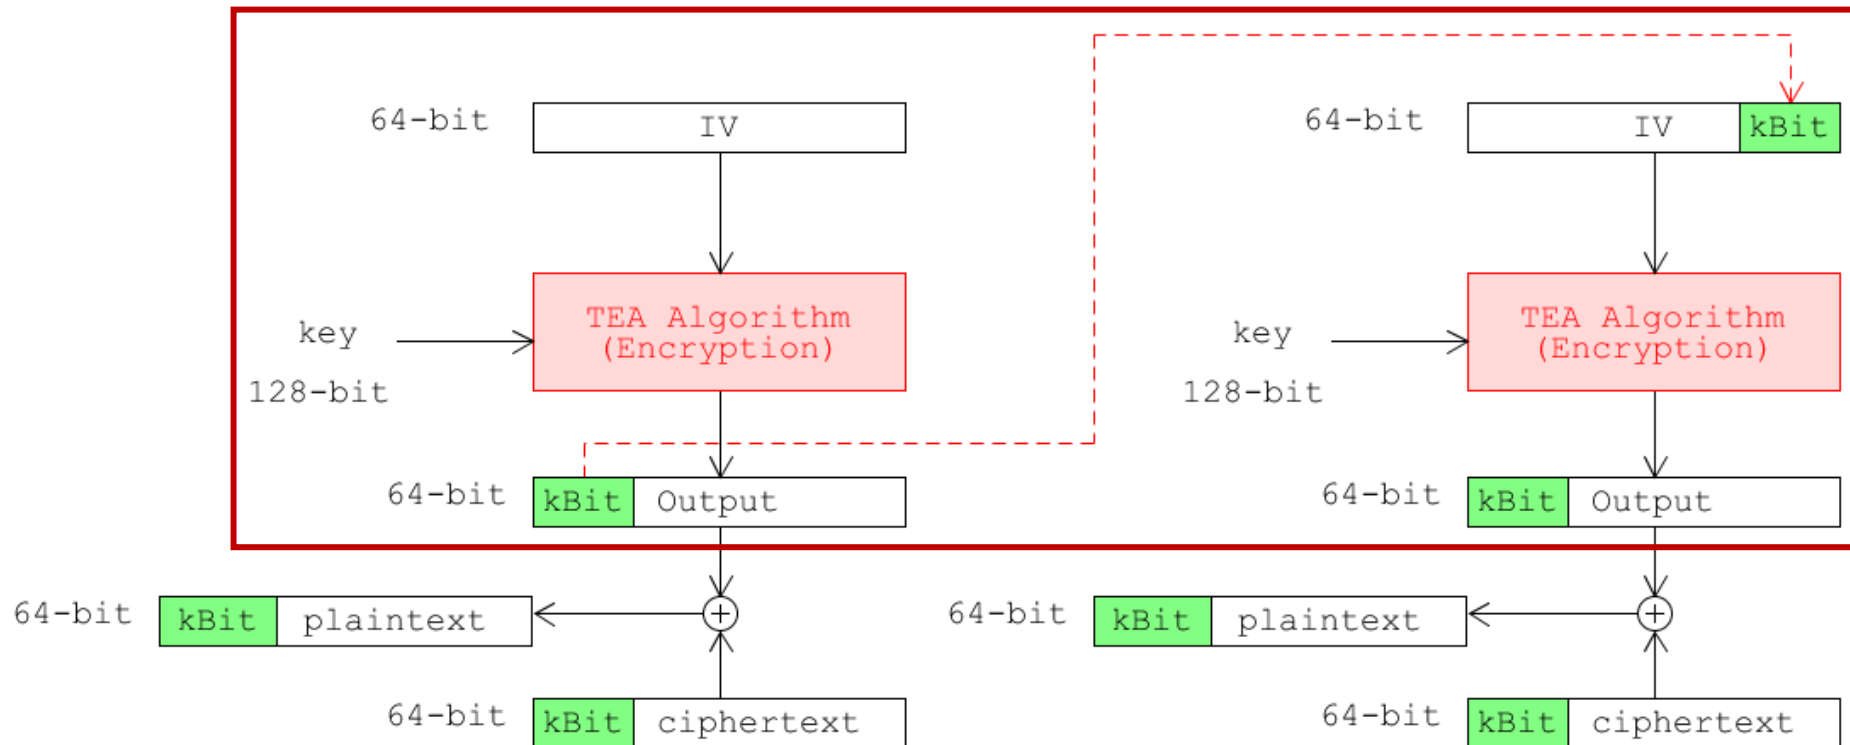 64-bit IV
64-bit IV kBit
key
TEA Algorithm
(Encryption)
128-bit
key
TEA Algorithm
(Encryption)
128-bit
64-bit kBit Output
64-bit kBit Output
64-bit kBit plaintext
64-bit kBit plaintext
64-bit kBit ciphertext
64-bit kBit ciphertext